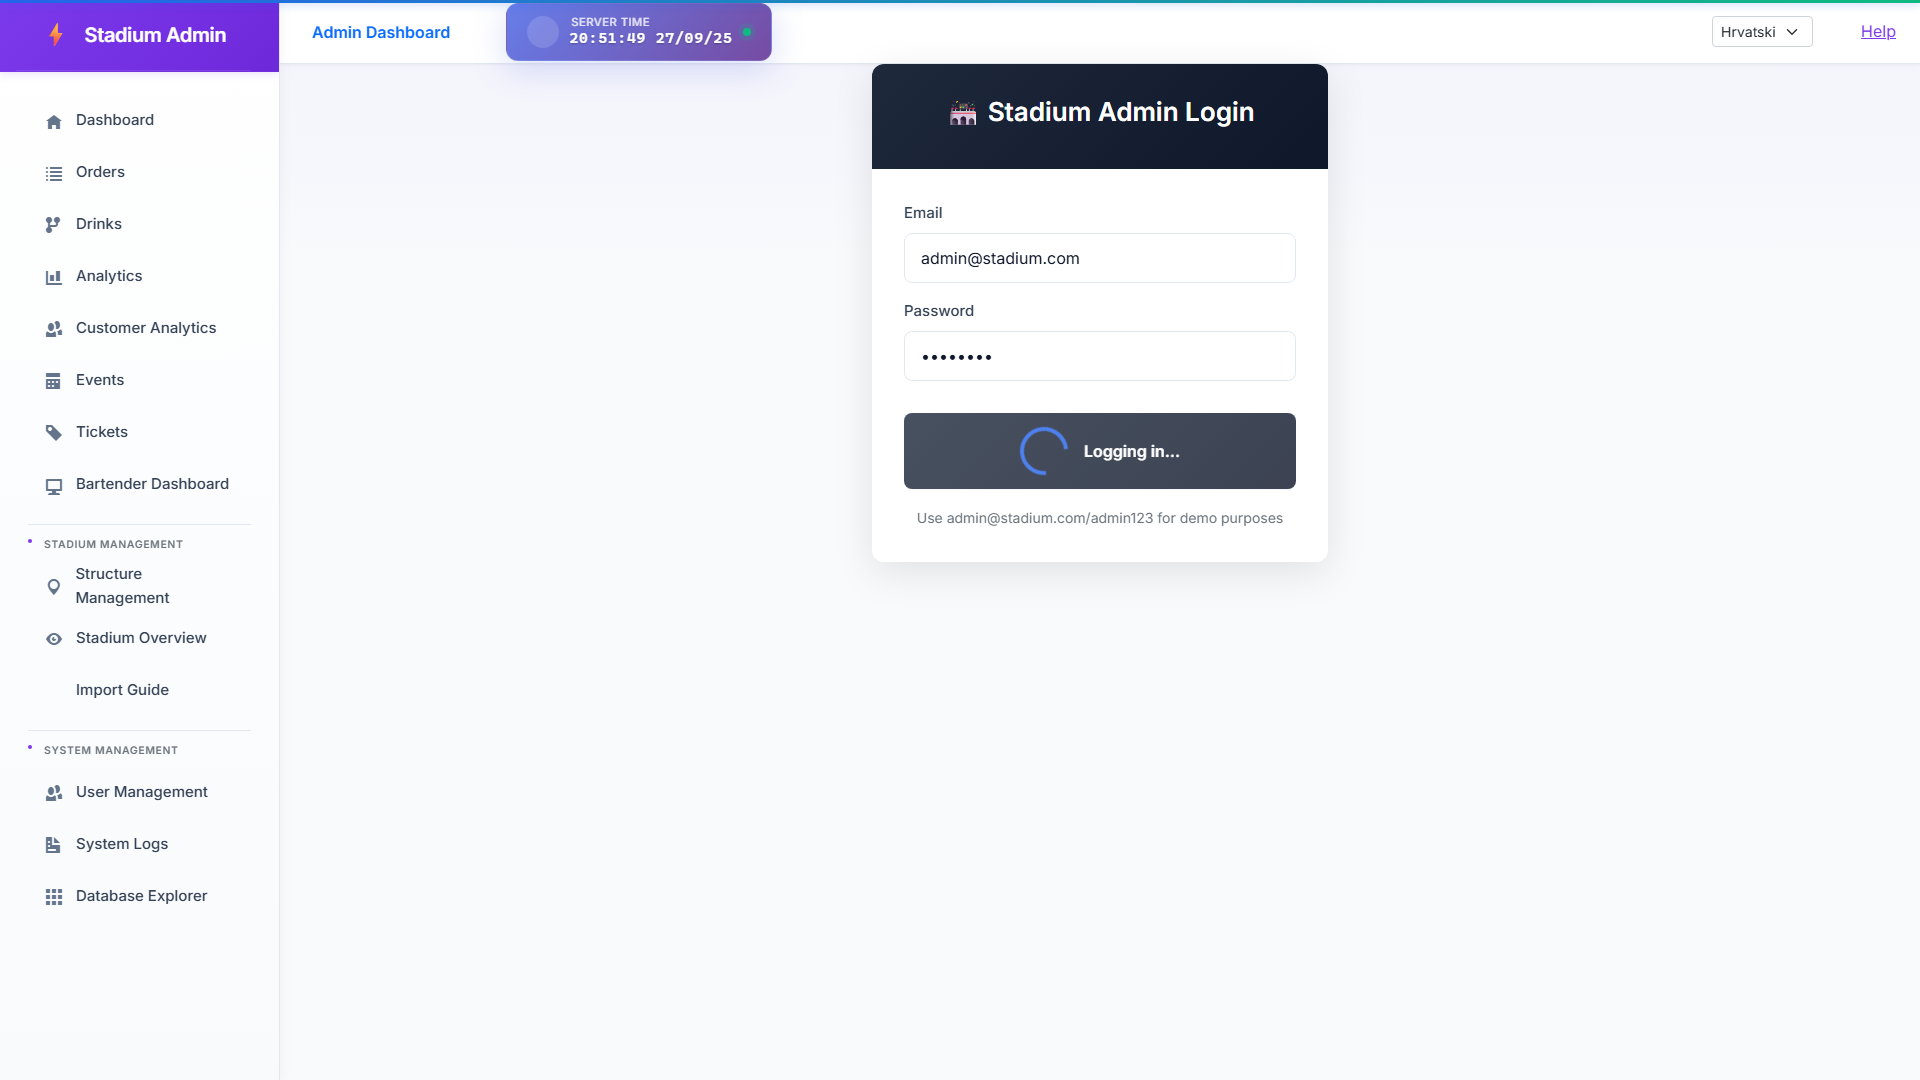 Stadium Admin
Admin Dashboard
SERVER TIME
20:51:49 27/09/25
Hrvatski
Help
Dashboard
Orders
Drinks
Analytics
Customer Analytics
Events
Tickets
Bartender Dashboard
STADIUM MANAGEMENT
Structure
Management
Stadium Overview
Import Guide
SYSTEM MANAGEMENT
User Management
System Logs
Database Explorer
Stadium Admin Login
Email
admin@stadium.com
Password
••••••••
Logging in...
Use admin@stadium.com/admin123 for demo purposes